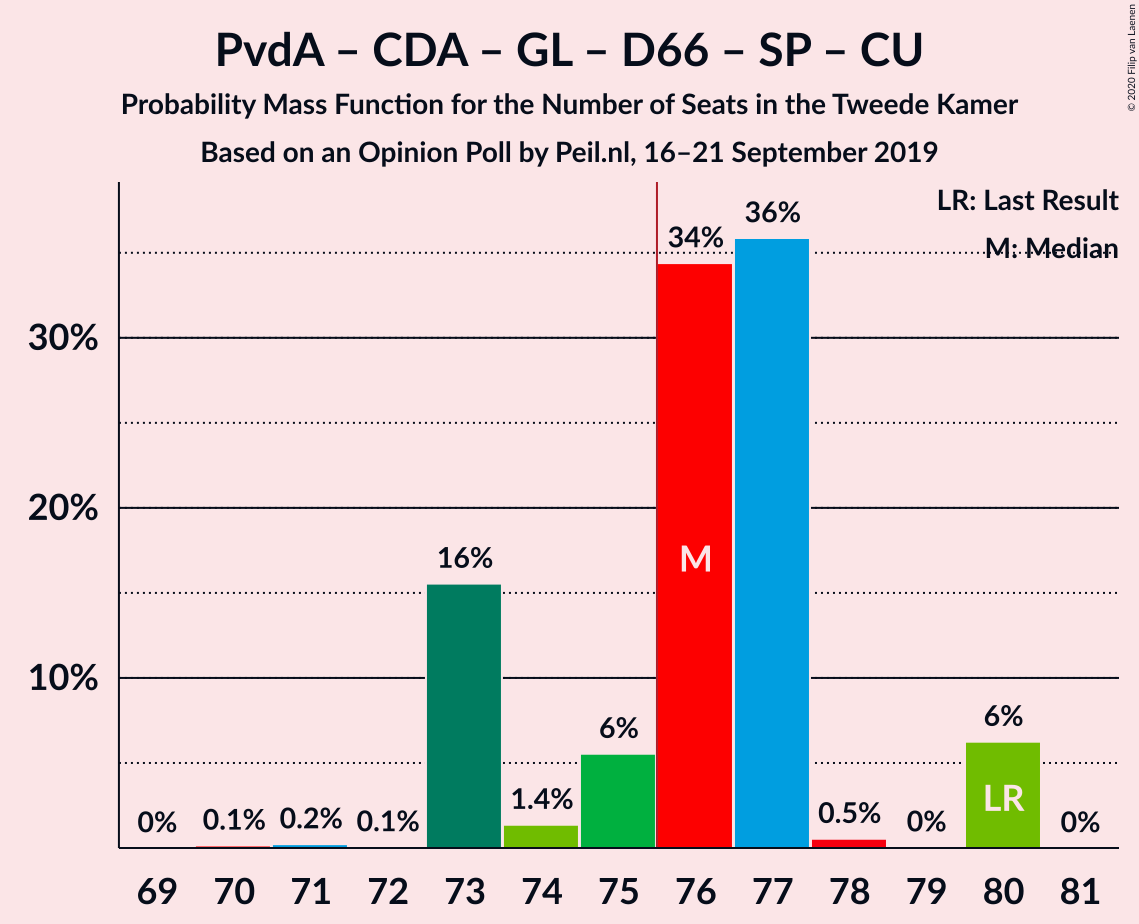 PvdA – CDA – GL – D66 – SP – CU
Probability Mass Function for the Number of Seats in the Tweede Kamer
Based on an Opinion Poll by Peil.nl, 16–21 September 2019
© 2020 Filip van Laenen
LR: Last Result
M: Median
30%
20%
10%
0%
0.1%
0.2%
0.1%
16%
1.4%
6%
34%
36%
0.5%
0%
6%
0%
M
LR
69 70 71 72 73 74 75 76 77 78 79 80 81